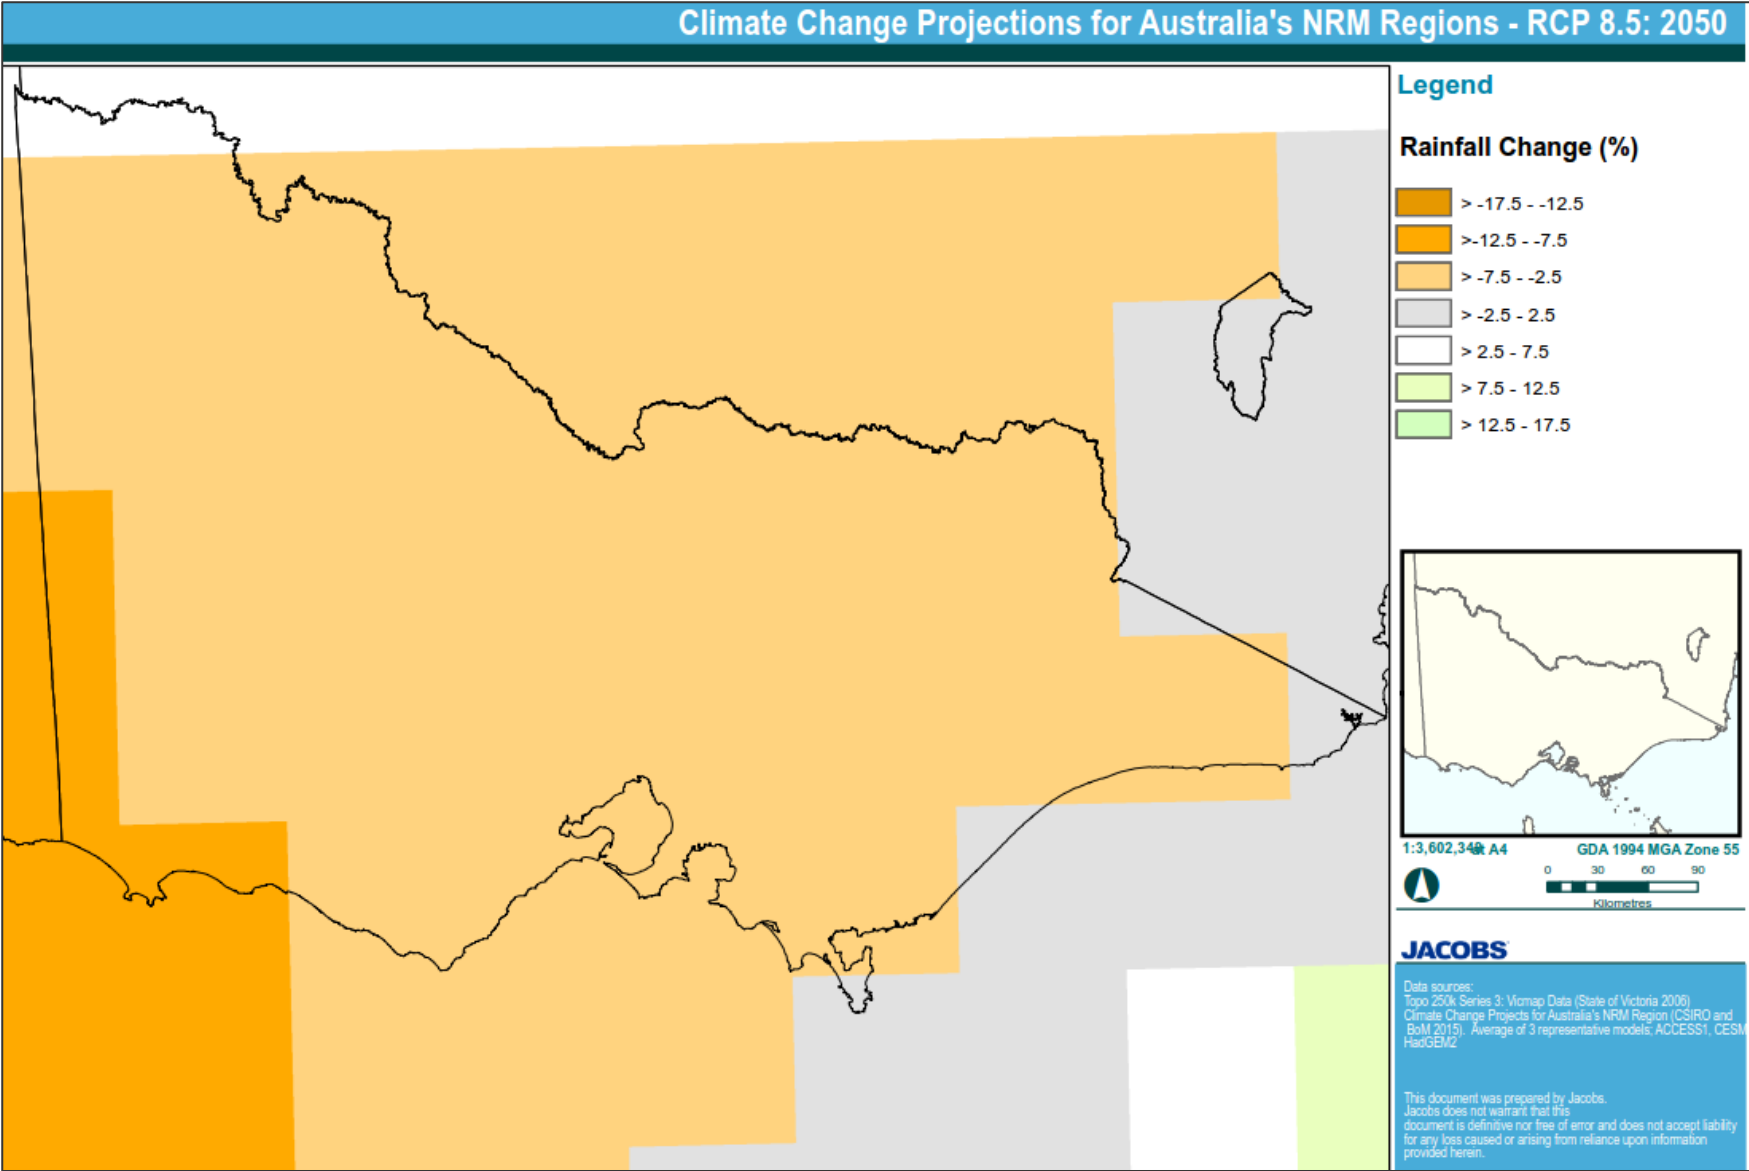 Climate Change Projections for Australia's NRM Regions - RCP 8.5: 2050
Legend
Rainfall Change (%)
> -17.5 - -12.5
>-12.5 - -7.5
> -7.5 - -2.5
> -2.5 - 2.5
> 2.5 - 7.5
> 7.5 - 12.5
> 12.5 - 17.5
1:3,602,348 at A4
GDA 1994 MGA Zone 55
0 30 60 90
Kilometres
JACOBS
Data sources:
Topo 250k Series 3: Vicmap Data (State of Victoria 2006)
Climate Change Projects for Australia's NRM Region (CSIRO and
BoM 2015). Average of 3 representative models; ACCESS1, CESM
HadGEM2
This document was prepared by Jacobs.
Jacobs does not warrant that this
document is definitive nor free of error and does not accept liability
for any loss caused or arising from reliance upon information
provided herein.